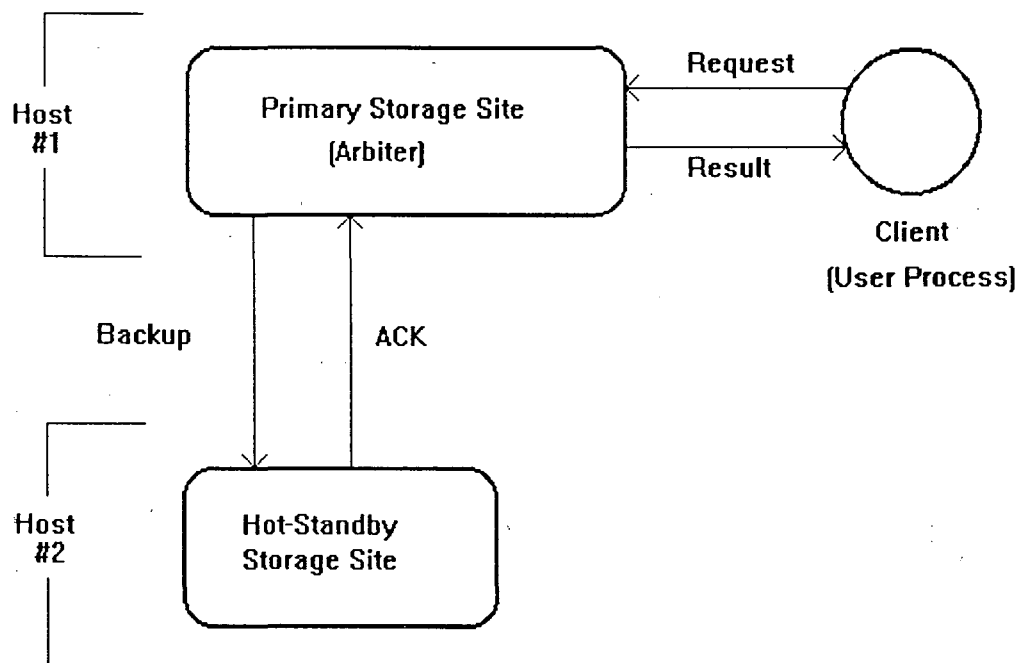 Request
Host
#1
Primary Storage Site
(Arbiter)
Result
Client
(User Process)
Backup
ACK
Host
#2
Hot-Standby
Storage Site